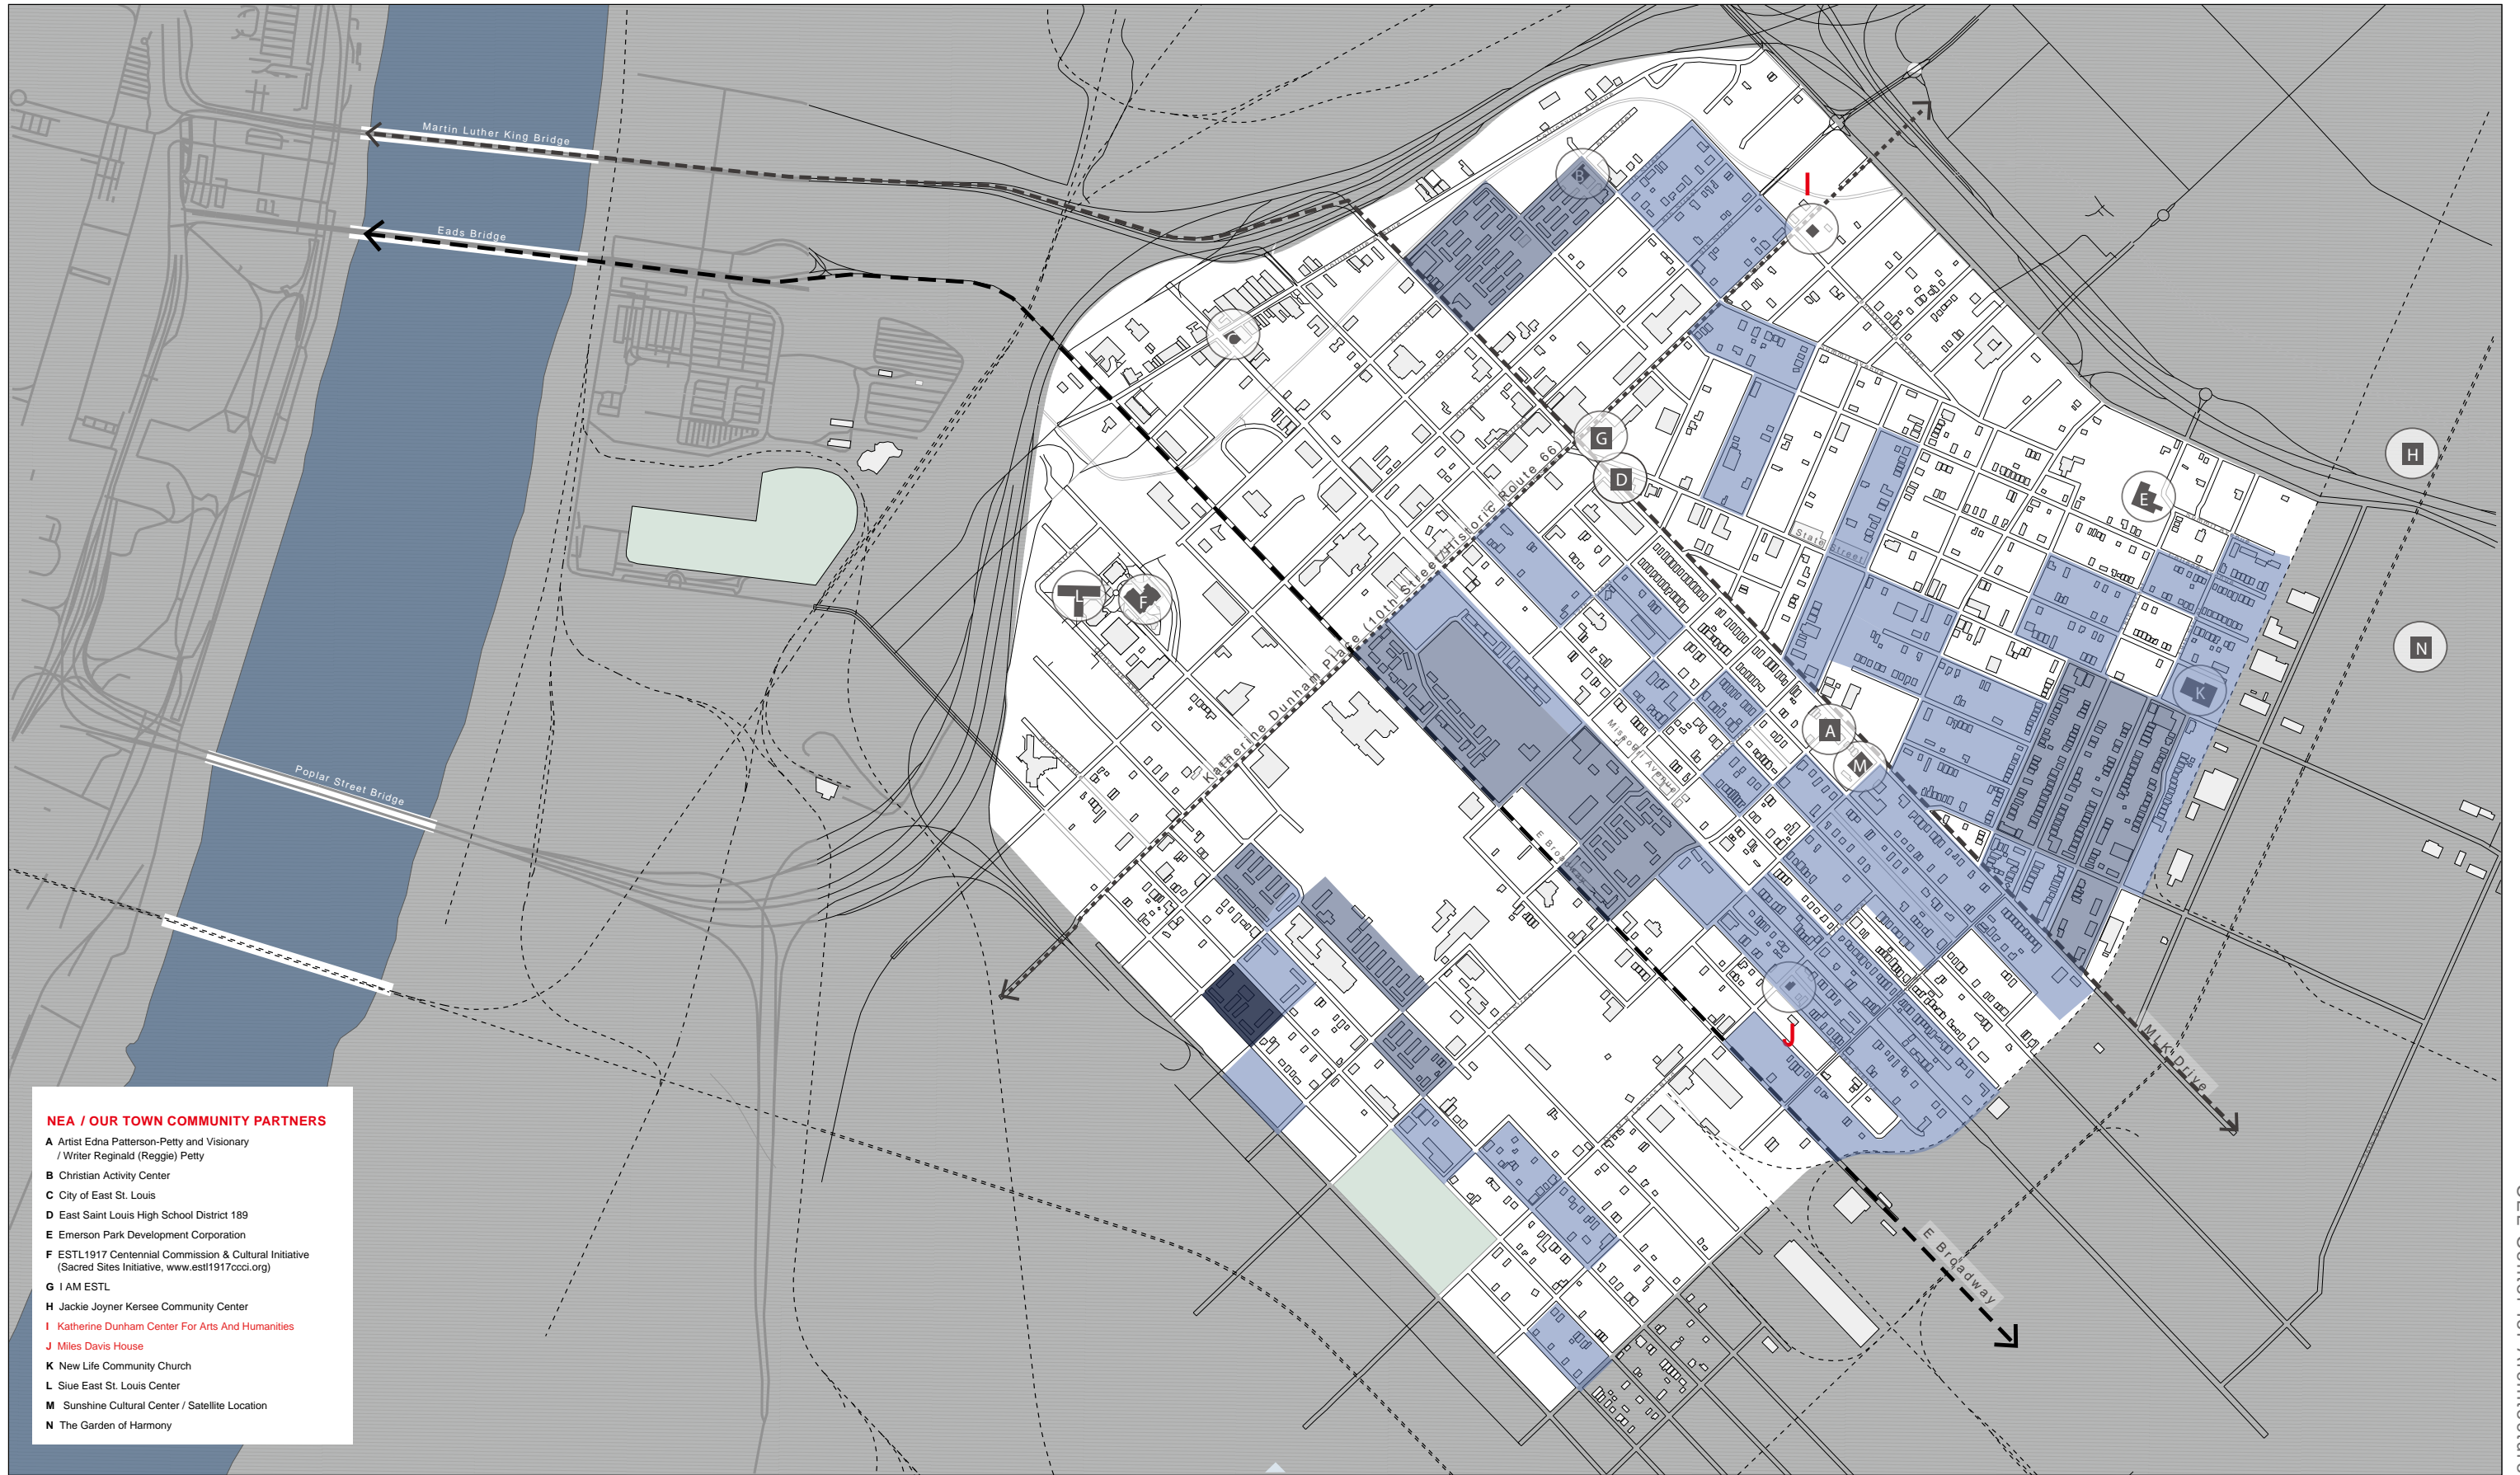 Martin Luther King Bridge
Eads Bridge
Poplar Street Bridge
B
I
C
G
D
H
E
State Street
Katherine Dunham Place (10th Street/Historic Route 66)
L
F
N
K
A
Missouri Avenue
M
E Broadway
J
MLK Drive
E Broadway
NEA / OUR TOWN COMMUNITY PARTNERS
A Artist Edna Patterson-Petty and Visionary
/ Writer Reginald (Reggie) Petty
B Christian Activity Center
C City of East St. Louis
D East Saint Louis High School District 189
E Emerson Park Development Corporation
F ESTL1917 Centennial Commission & Cultural Initiative
(Sacred Sites Initiative, www.estl1917ccci.org)
G I AM ESTL
H Jackie Joyner Kersee Community Center
I Katherine Dunham Center For Arts And Humanities
J Miles Davis House
K New Life Community Church
L Siue East St. Louis Center
M Sunshine Cultural Center / Satellite Location
N The Garden of Harmony